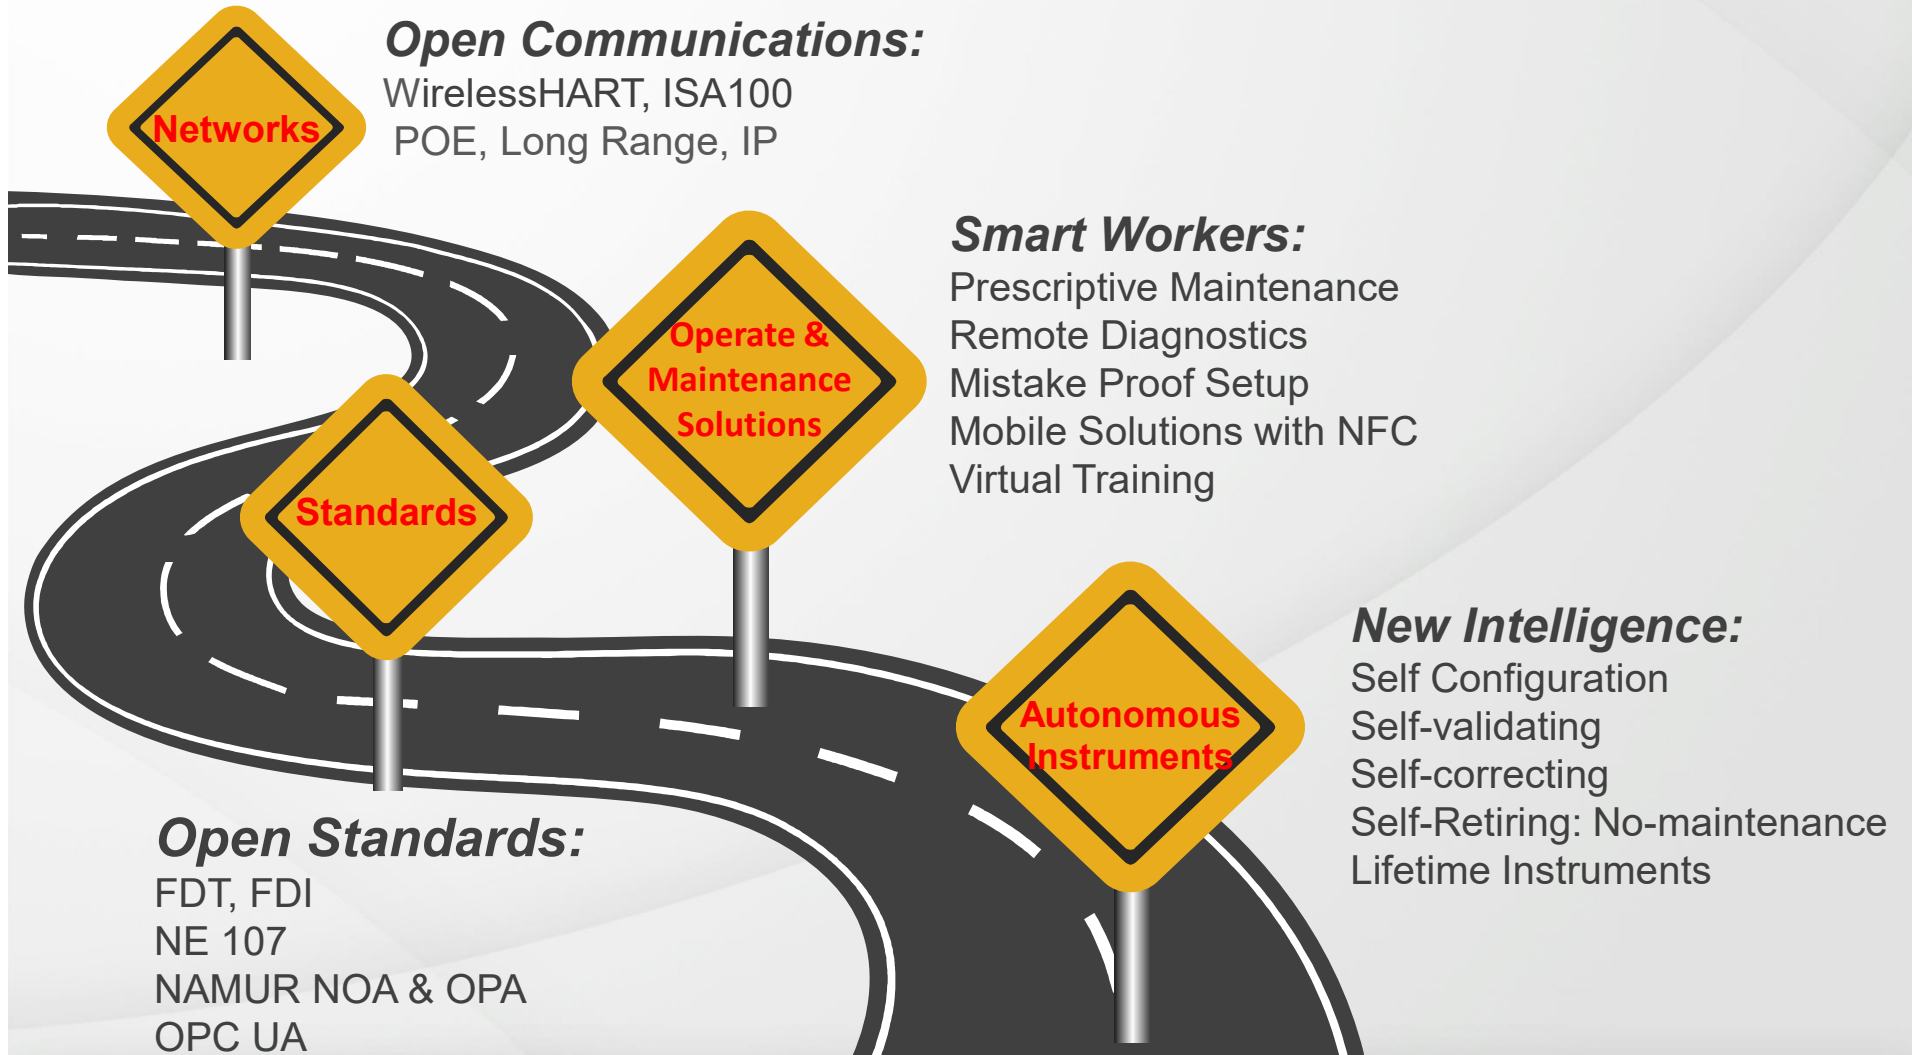 Networks
Open Communications:
WirelessHART, ISA100
POE, Long Range, IP
Operate &
Maintenance
Solutions
Smart Workers:
Prescriptive Maintenance
Remote Diagnostics
Mistake Proof Setup
Mobile Solutions with NFC
Virtual Training
Standards
Open Standards:
FDT, FDI
NE 107
NAMUR NOA & OPA
OPC UA
Autonomous
Instruments
New Intelligence:
Self Configuration
Self-validating
Self-correcting
Self-Retiring: No-maintenance
Lifetime Instruments